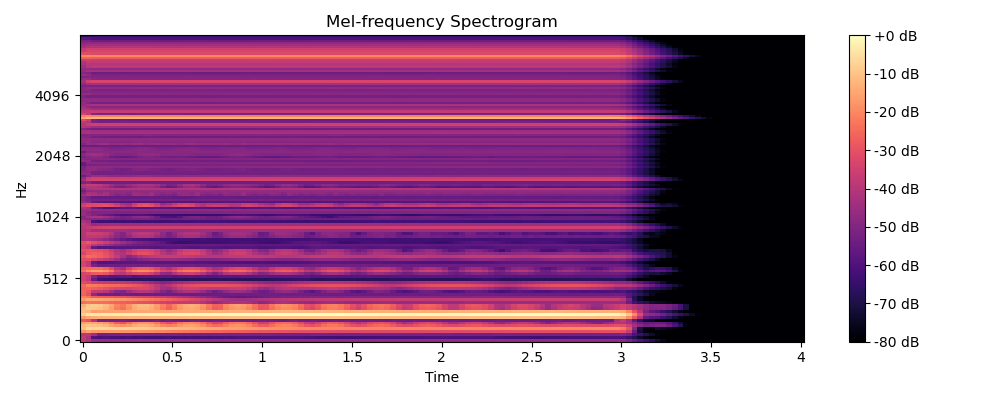 Mel-frequency Spectrogram
Hz
4096
2048
1024
512
0
0 0.5 1 1.5 2 2.5 3 3.5 4
Time
+0 dB
-10 dB
-20 dB
-30 dB
-40 dB
-50 dB
-60 dB
-70 dB
-80 dB